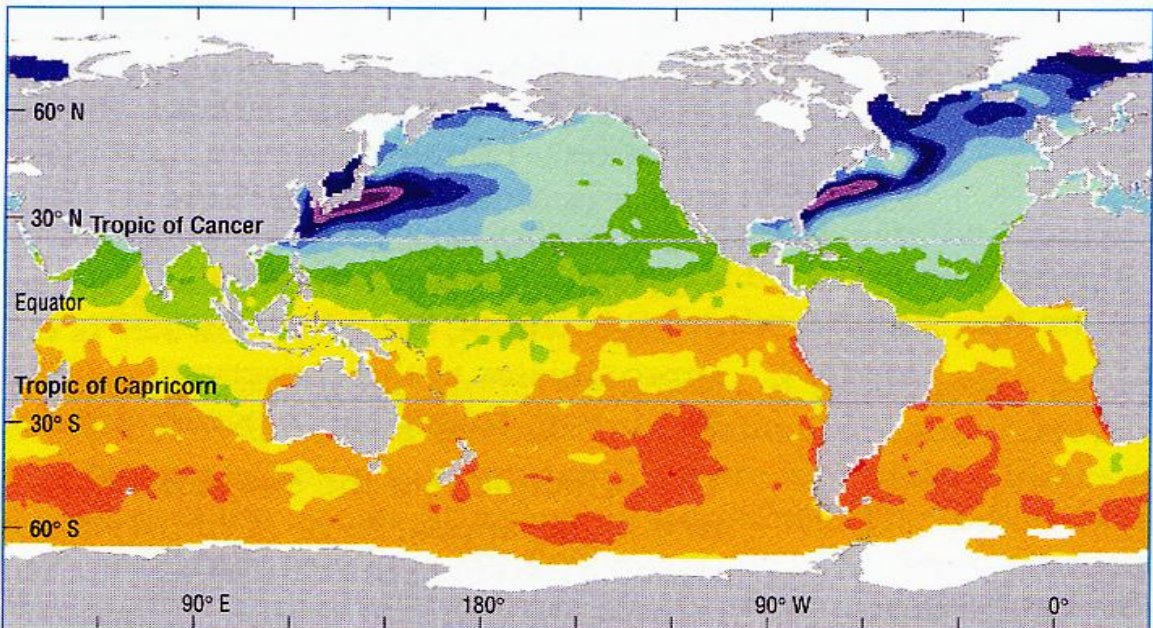 60° N
30° N
Tropic of Cancer
Equator
Tropic of Capricorn
30° S
60° S
90° E
180°
90° W
0°